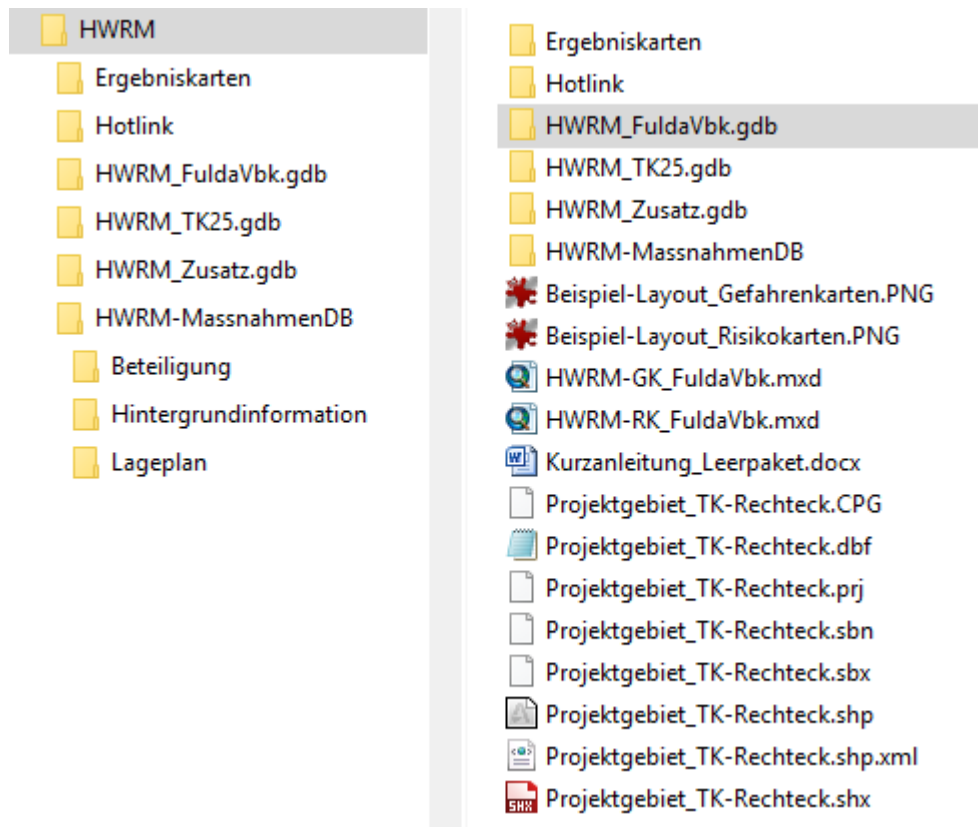 HWRM
Ergebniskarten
Hotlink
HWRM_FuldaVbk.gdb
HWRM_TK25.gdb
HWRM_Zusatz.gdb
HWRM-MassnahmenDB
Beteiligung
Hintergrundinformation
Lageplan
Ergebniskarten
Hotlink
HWRM_FuldaVbk.gdb
HWRM_TK25.gdb
HWRM_Zusatz.gdb
HWRM-MassnahmenDB
Beispiel-Layout_Gefahrenkarten.PNG
Beispiel-Layout_Risikokarten.PNG
HWRM-GK_FuldaVbk.mxd
HWRM-RK_FuldaVbk.mxd
Kurzanleitung_Leerpaket.docx
Projektgebiet_TK-Rechteck.CPG
Projektgebiet_TK-Rechteck.dbf
Projektgebiet_TK-Rechteck.prj
Projektgebiet_TK-Rechteck.sbn
Projektgebiet_TK-Rechteck.sbx
Projektgebiet_TK-Rechteck.shp
Projektgebiet_TK-Rechteck.shp.xml
SHX Projektgebiet_TK-Rechteck.shx